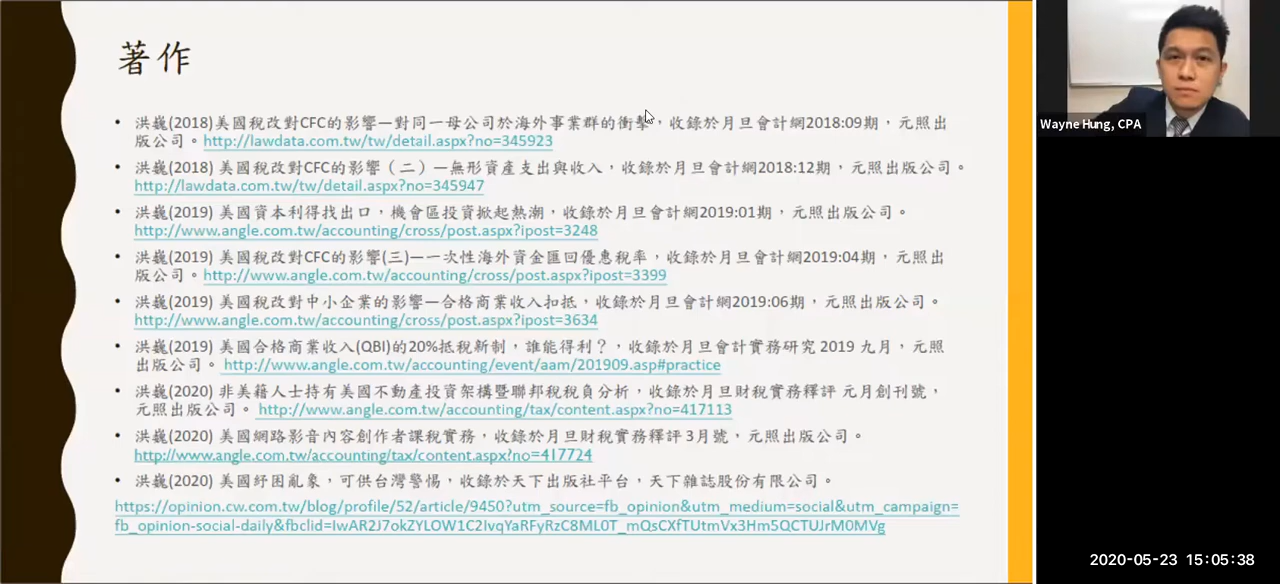 著作
• 洪巍(2018)美國稅改對CFC的影響—對同一母公司於海外事業群的衝擊，收錄於月旦會計網2018:09期，元照出
版公司。http://lawdata.com.tw/tw/detail.aspx?no=345923
• 洪巍(2018) 美國稅改對CFC的影響（二）—無形資產支出與收入，收錄於月旦會計網2018:12期，元照出版公司。
http://lawdata.com.tw/tw/detail.aspx?no=345947
• 洪巍(2019) 美國資本利得找出口，機會區投資掀起熱潮，收錄於月旦會計網2019:01期，元照出版公司。
http://www.angle.com.tw/accounting/cross/post.aspx?ipost=3248
• 洪巍(2019) 美國稅改對CFC的影響(三)—一次性海外資金匯回優惠稅率，收錄於月旦會計網2019:04期，元照出
版公司。http://www.angle.com.tw/accounting/cross/post.aspx?ipost=3399
• 洪巍(2019) 美國稅改對中小企業的影響—合格商業收入扣抵，收錄於月旦會計網2019:06期，元照出版公司。
http://www.angle.com.tw/accounting/cross/post.aspx?ipost=3634
• 洪巍(2019) 美國合格商業收入(QBI)的20%抵稅新制，誰能得利？，收錄於月旦會計實務研究 2019 九月，元照
出版公司。 http://www.angle.com.tw/accounting/event/aam/201909.asp#practice
• 洪巍(2020) 非美籍人士持有美國不動產投資架構暨聯邦稅稅負分析，收錄於月旦財稅實務釋評 元月創刊號，
元照出版公司。 http://www.angle.com.tw/accounting/tax/content.aspx?no=417113
• 洪巍(2020) 美國網路影音內容創作者課稅實務，收錄於月旦財稅實務釋評 3月號，元照出版公司。
http://www.angle.com.tw/accounting/tax/content.aspx?no=417724
• 洪巍(2020) 美國紓困亂象，可供台灣警惕，收錄於天下出版社平台，天下雜誌股份有限公司。
https://opinion.cw.com.tw/blog/profile/52/article/9450?utm_source=fb_opinion&utm_medium=social&utm_campaign=
fb_opinion-social-daily&fbclid=IwAR2J7okZYLOW1C2IvqYaRFyRzC8ML0T_mQsCXfTUtmVx3Hm5QCTUJrM0MVg
Wayne Hung, CPA
2020-05-23 15:05:38